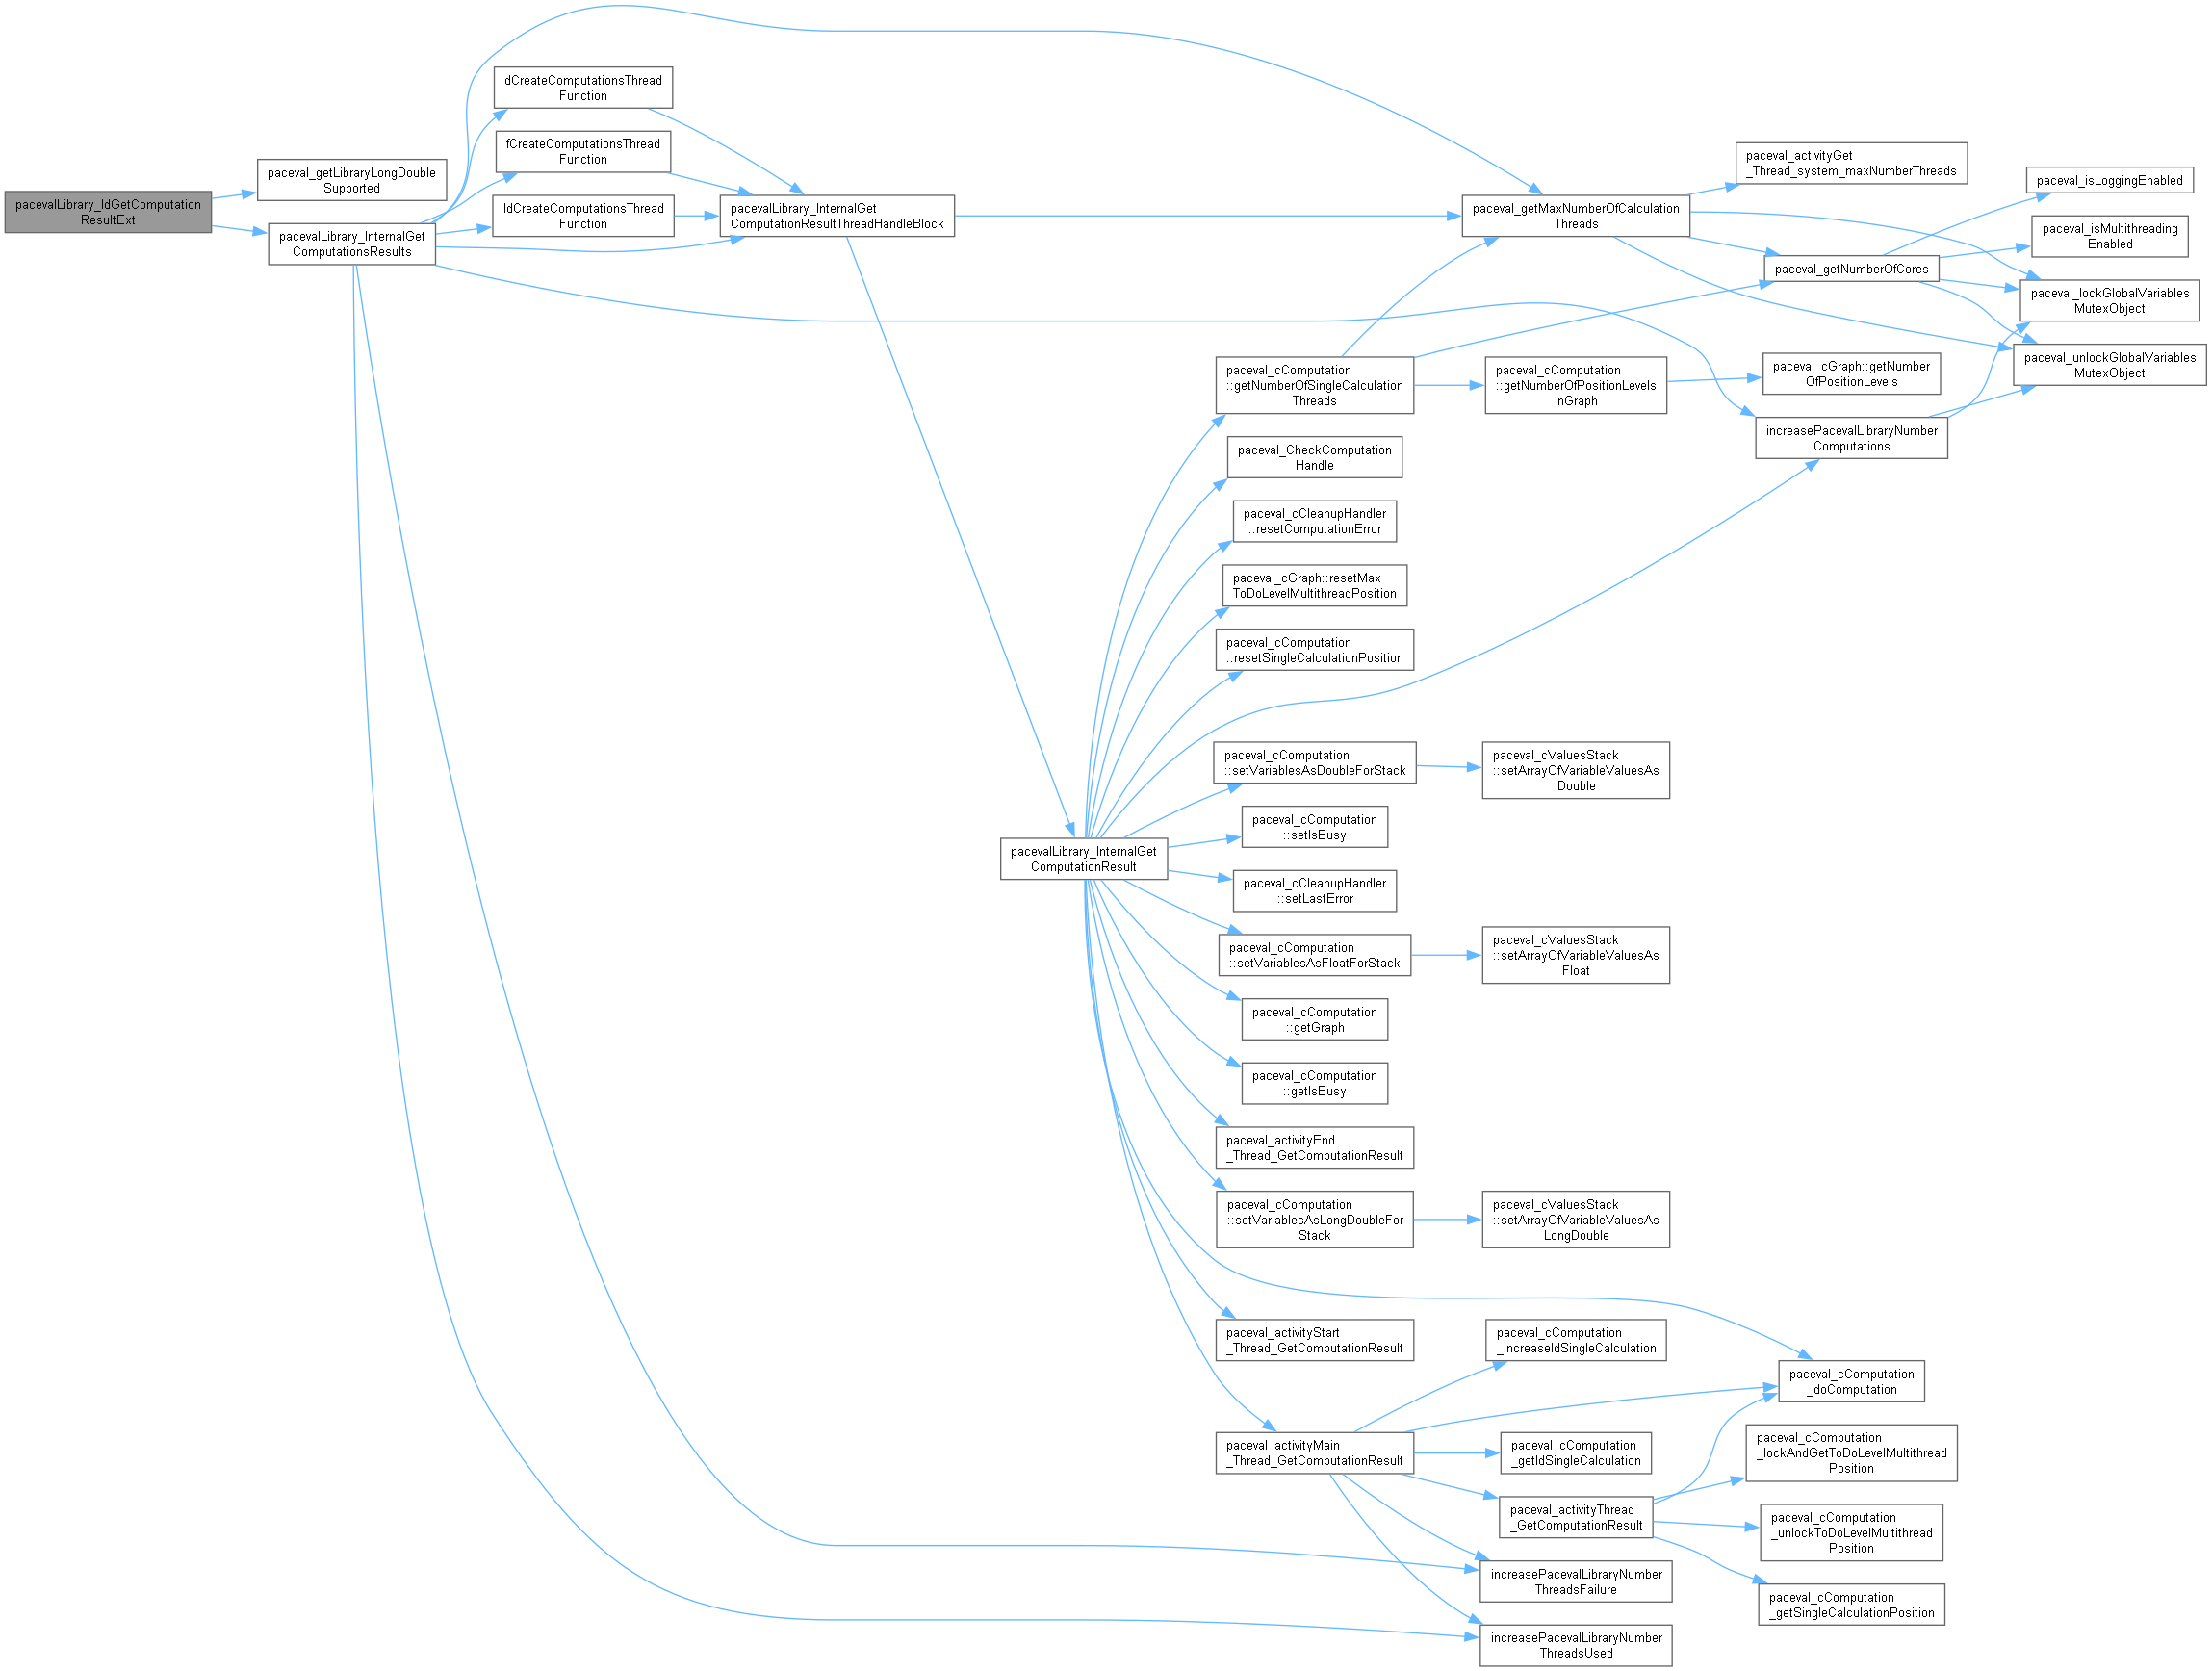 pacevalLibrary_ldGetComputation
ResultExt
paceval_getLibraryLongDouble
Supported
pacevalLibrary_InternalGet
ComputationsResults
dCreateComputationsThread
Function
fCreateComputationsThread
Function
ldCreateComputationsThread
Function
pacevalLibrary_InternalGet
ComputationResultThreadHandleBlock
paceval_getMaxNumberOfCalculation
Threads
paceval_activityGet
_Thread_system_maxNumberThreads
paceval_getNumberOfCores
paceval_isLoggingEnabled
paceval_isMultithreading
Enabled
paceval_lockGlobalVariables
MutexObject
paceval_unlockGlobalVariables
MutexObject
paceval_cComputation
::getNumberOfSingleCalculation
Threads
paceval_cComputation
::getNumberOfPositionLevels
InGraph
paceval_cGraph::getNumber
OfPositionLevels
increasePacevalLibraryNumber
Computations
paceval_CheckComputation
Handle
paceval_cCleanupHandler
::resetComputationError
paceval_cGraph::resetMax
ToDoLevelMultithreadPosition
paceval_cComputation
::resetSingleCalculationPosition
paceval_cComputation
::setVariablesAsDoubleForStack
paceval_cValuesStack
::setArrayOfVariableValuesAs
Double
paceval_cComputation
::setIsBusy
pacevalLibrary_InternalGet
ComputationResult
paceval_cCleanupHandler
::setLastError
paceval_cComputation
::setVariablesAsFloatForStack
paceval_cValuesStack
::setArrayOfVariableValuesAs
Float
paceval_cComputation
::getGraph
paceval_cComputation
::getIsBusy
paceval_activityEnd
_Thread_GetComputationResult
paceval_cComputation
::setVariablesAsLongDoubleFor
Stack
paceval_cValuesStack
::setArrayOfVariableValuesAs
LongDouble
paceval_activityStart
_Thread_GetComputationResult
paceval_cComputation
_increaseIdSingleCalculation
paceval_cComputation
_doComputation
paceval_activityMain
_Thread_GetComputationResult
paceval_cComputation
_getIdSingleCalculation
paceval_cComputation
_lockAndGetToDoLevelMultithread
Position
paceval_activityThread
_GetComputationResult
paceval_cComputation
_unlockToDoLevelMultithread
Position
increasePacevalLibraryNumber
ThreadsFailure
paceval_cComputation
_getSingleCalculationPosition
increasePacevalLibraryNumber
ThreadsUsed